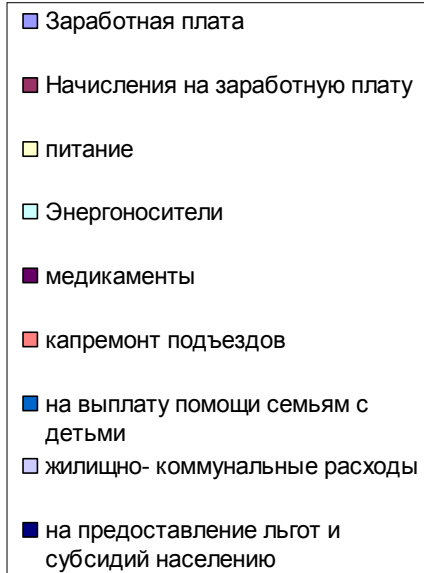 Заработная плата
Начисления на заработную плату
питание
Энергоносители
медикаменты
капремонт подъездов
на выплату помощи семьям с
детьми
жилищно- коммунальные расходы
на предоставление льгот и
субсидий населению